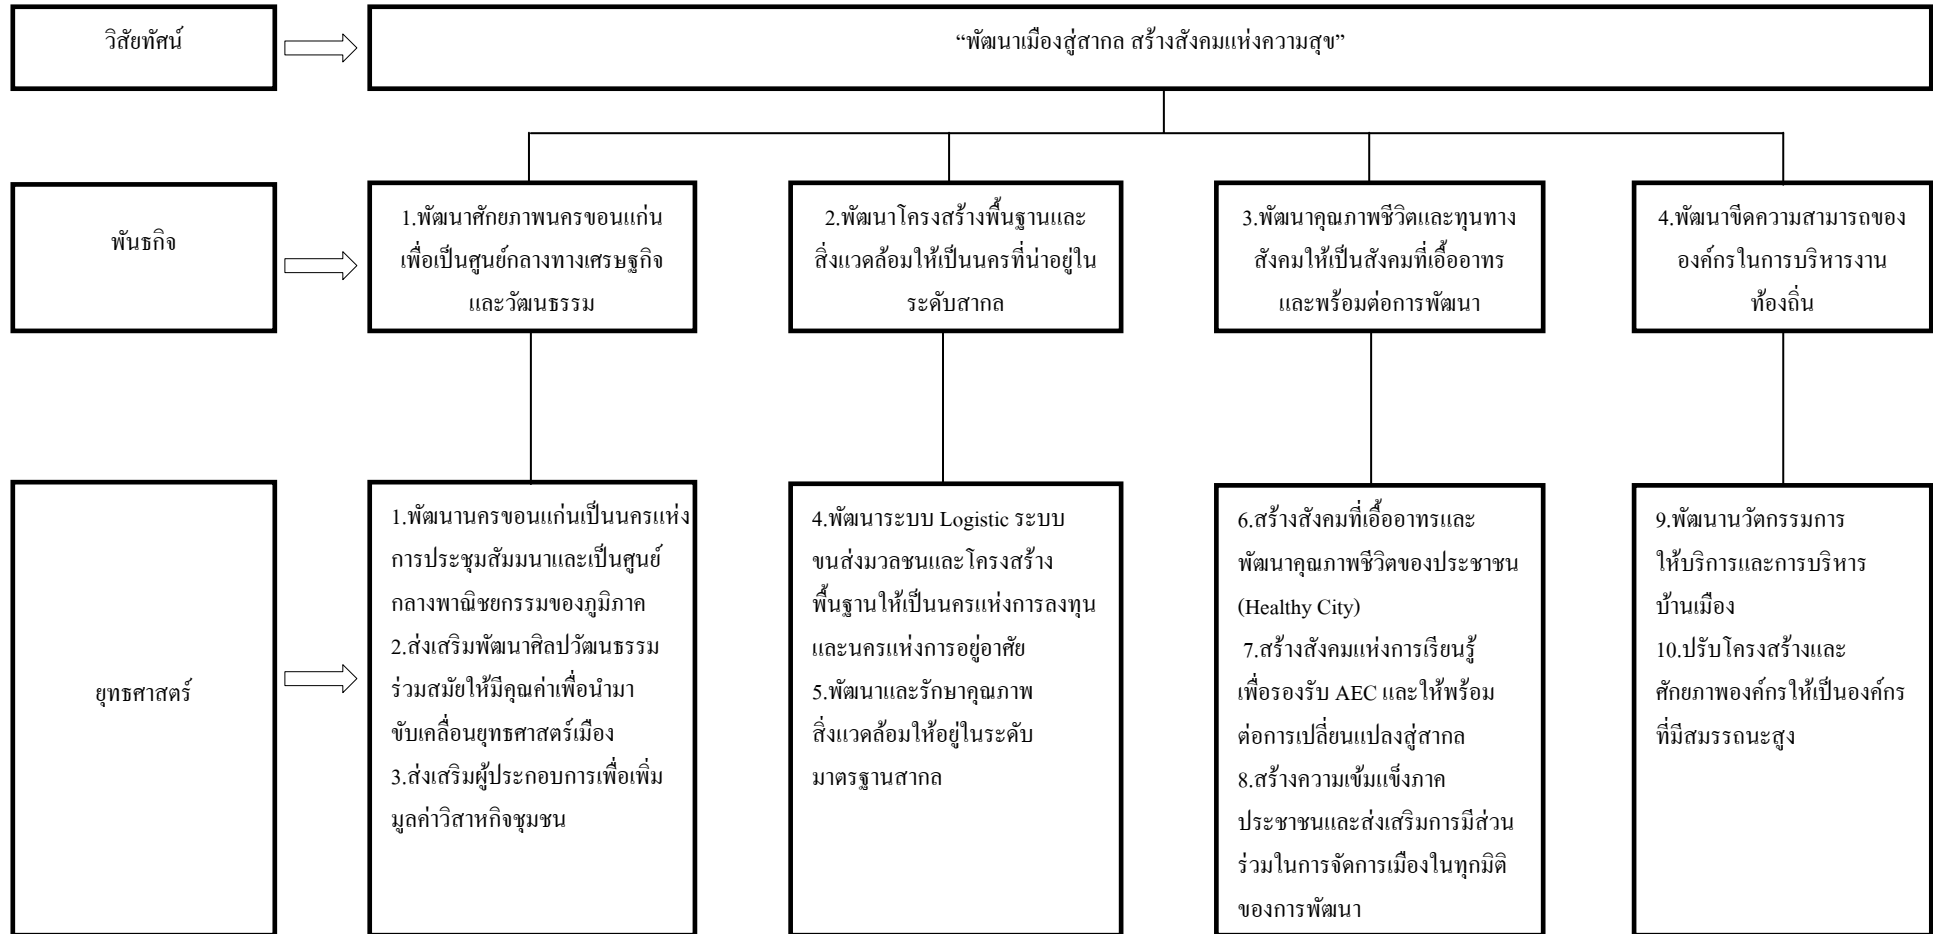 วิสัยทัศน์
“พัฒนาเมืองสู่สากล สร้างสังคมแห่งความสุข”
พันธกิจ
1.พัฒนาศักยภาพนครขอนแก่น
เพื่อเป็นศูนย์กลางทางเศรษฐกิจ
และวัฒนธรรม
2.พัฒนาโครงสร้างพื้นฐานและ
สิ่งแวดล้อมให้เป็นนครที่น่าอยู่ใน
ระดับสากล
3.พัฒนาคุณภาพชีวิตและทุนทาง
สังคมให้เป็นสังคมที่เอื้ออาทร
และพร้อมต่อการพัฒนา
4.พัฒนาขีดความสามารถของ
องค์กรในการบริหารงาน
ท้องถิ่น
ยุทธศาสตร์
1.พัฒนานครขอนแก่นเป็นนครแห่ง
การประชุมสัมมนาและเป็นศูนย์
กลางพาณิชยกรรมของภูมิภาค
2.ส่งเสริมพัฒนาศิลปวัฒนธรรม
ร่วมสมัยให้มีคุณค่าเพื่อนำมา
ขับเคลื่อนยุทธศาสตร์เมือง
3.ส่งเสริมผู้ประกอบการเพื่อเพิ่ม
มูลค่าวิสาหกิจชุมชน
4.พัฒนาระบบ Logistic ระบบ
ขนส่งมวลชนและโครงสร้าง
พื้นฐานให้เป็นนครแห่งการลงทุน
และนครแห่งการอยู่อาศัย
5.พัฒนาและรักษาคุณภาพ
สิ่งแวดล้อมให้อยู่ในระดับ
มาตรฐานสากล
6.สร้างสังคมที่เอื้ออาทรและ
พัฒนาคุณภาพชีวิตของประชาชน
(Healthy City)
7.สร้างสังคมแห่งการเรียนรู้
เพื่อรองรับ AEC และให้พร้อม
ต่อการเปลี่ยนแปลงสู่สากล
8.สร้างความเข้มแข็งภาค
ประชาชนและส่งเสริมการมีส่วน
ร่วมในการจัดการเมืองในทุกมิติ
ของการพัฒนา
9.พัฒนานวัตกรรมการ
ให้บริการและการบริหาร
บ้านเมือง
10.ปรับโครงสร้างและ
ศักยภาพองค์กรให้เป็นองค์กร
ที่มีสมรรถนะสูง